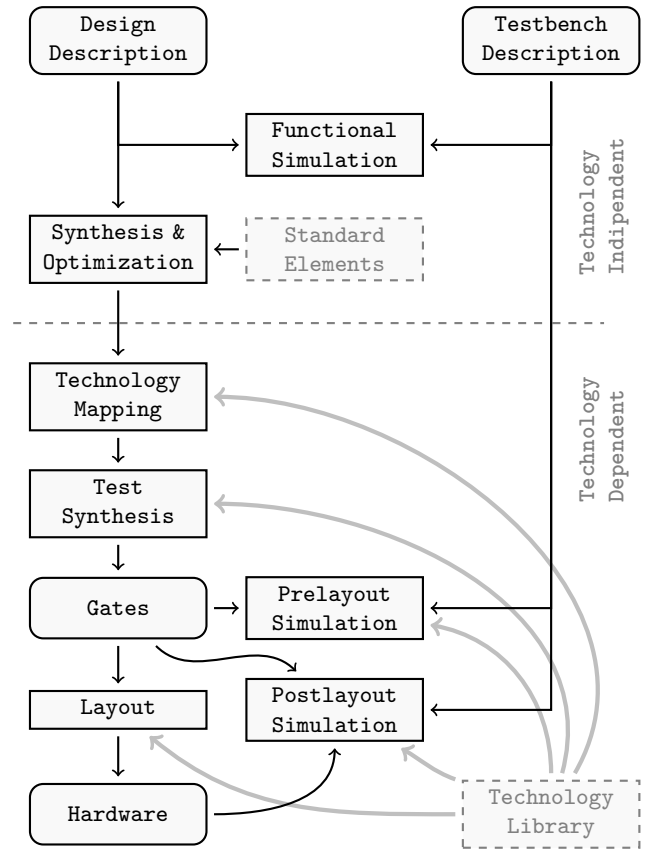 Design
Description
Testbench
Description
Functional
Simulation
Technology
Indipendent
Synthesis &
Optimization
Standard
Elements
Technology
Mapping
Technology
Dependent
Test
Synthesis
Gates
Prelayout
Simulation
Layout
Postlayout
Simulation
Hardware
Technology
Library